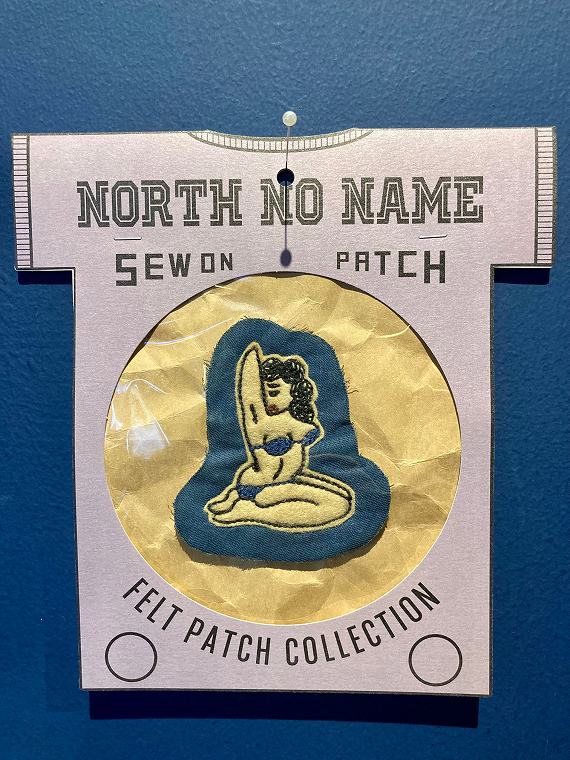 NORTH NO NAME
SEW ON PATCH
FELT PATCH COLLECTION